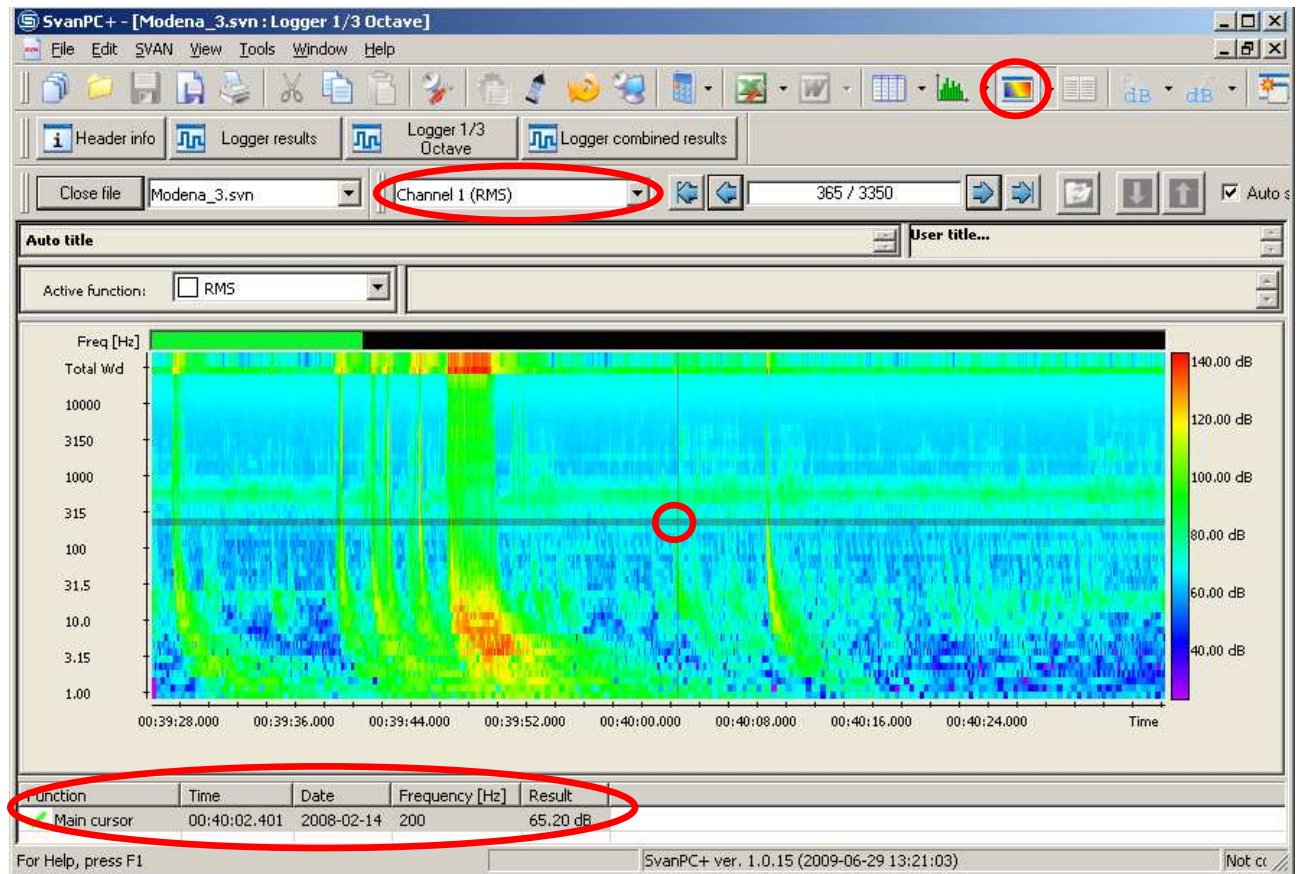 SvanPC+ - [Modena_3.svn : Logger 1/3 Octave]
File Edit SVAN View Tools Window Help
dB dB
Header info Logger results Logger 1/3 Octave Logger combined results
Close file Modena_3.svn Channel 1 (RMS) 365 / 3350 Auto s
Auto title User title...
Active function: RMS
Freq [Hz]
Total Wd
10000
3150
1000
315
100
31.5
10.0
3.15
1.00
140.00 dB
120.00 dB
100.00 dB
80.00 dB
60.00 dB
40.00 dB
00:39:28.000 00:39:36.000 00:39:44.000 00:39:52.000 00:40:00.000 00:40:08.000 00:40:16.000 00:40:24.000 Time
Function Time Date Frequency [Hz] Result
Main cursor 00:40:02.401 2008-02-14 200 65.20 dB
For Help, press F1 SvanPC+ ver. 1.0.15 (2009-06-29 13:21:03) Not cc